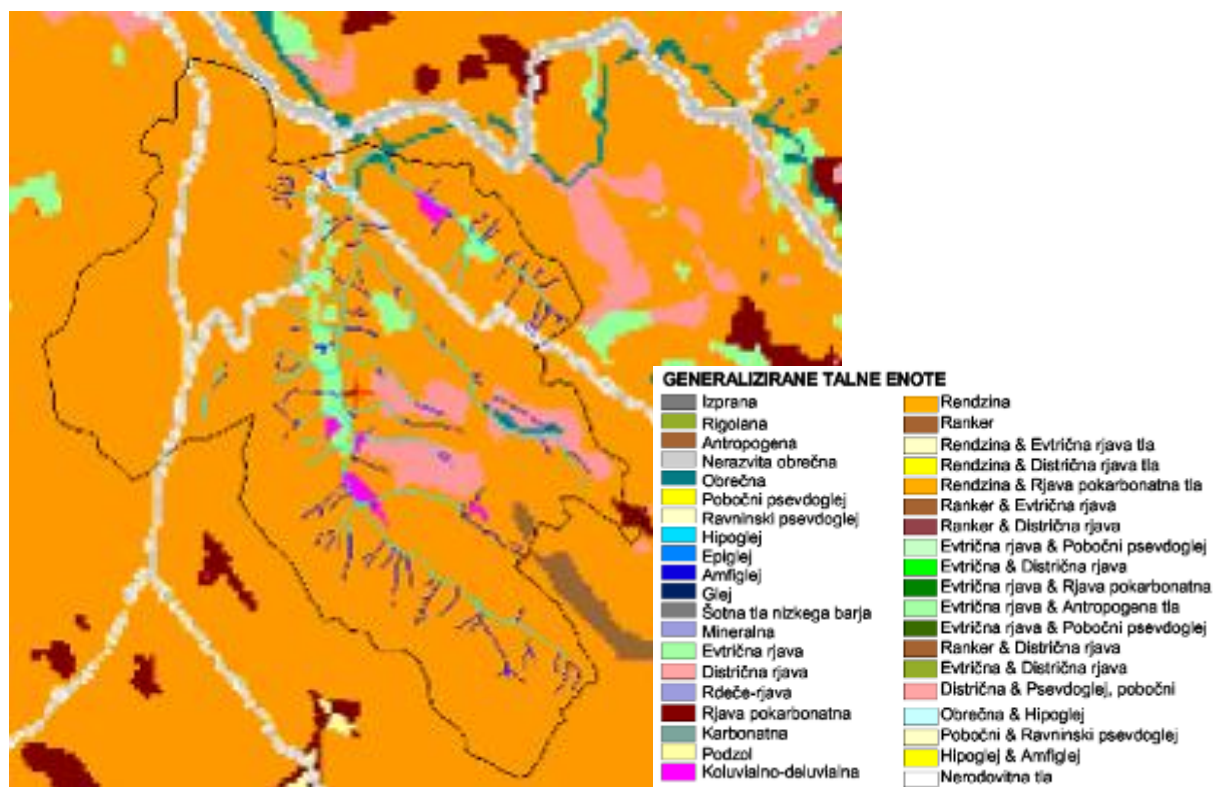 GENERALIZIRANE TALNE ENOTE
Izprana
Rigolana
Antropogena
Nerazvita obrečna
Obrečna
Pobočni psevdoglej
Ravninski psevdoglej
Hipoglej
Epiglej
Amfiglej
Glej
Šotna tla nizkega barja
Mineralna
Evtrična rjava
Distrična rjava
Rdeče-rjava
Rjava pokarbonatna
Karbonatna
Podzol
Koluvialno-deluvialna
Rendzina
Ranker
Rendzina & Evtrična rjava tla
Rendzina & Distrična rjava tla
Rendzina & Rjava pokarbonatna tla
Ranker & Evtrična rjava
Ranker & Distrična rjava
Evtrična rjava & Pobočni psevdoglej
Evtrična & Distrična rjava
Evtrična rjava & Rjava pokarbonatna
Evtrična rjava & Antropogena tla
Evtrična rjava & Pobočni psevdoglej
Ranker & Distrična rjava
Evtrična & Distrična rjava
Distrična & Psevdoglej, pobočni
Obrečna & Hipoglej
Pobočni & Ravninski psevdoglej
Hipoglej & Amfiglej
Nerodovitna tla